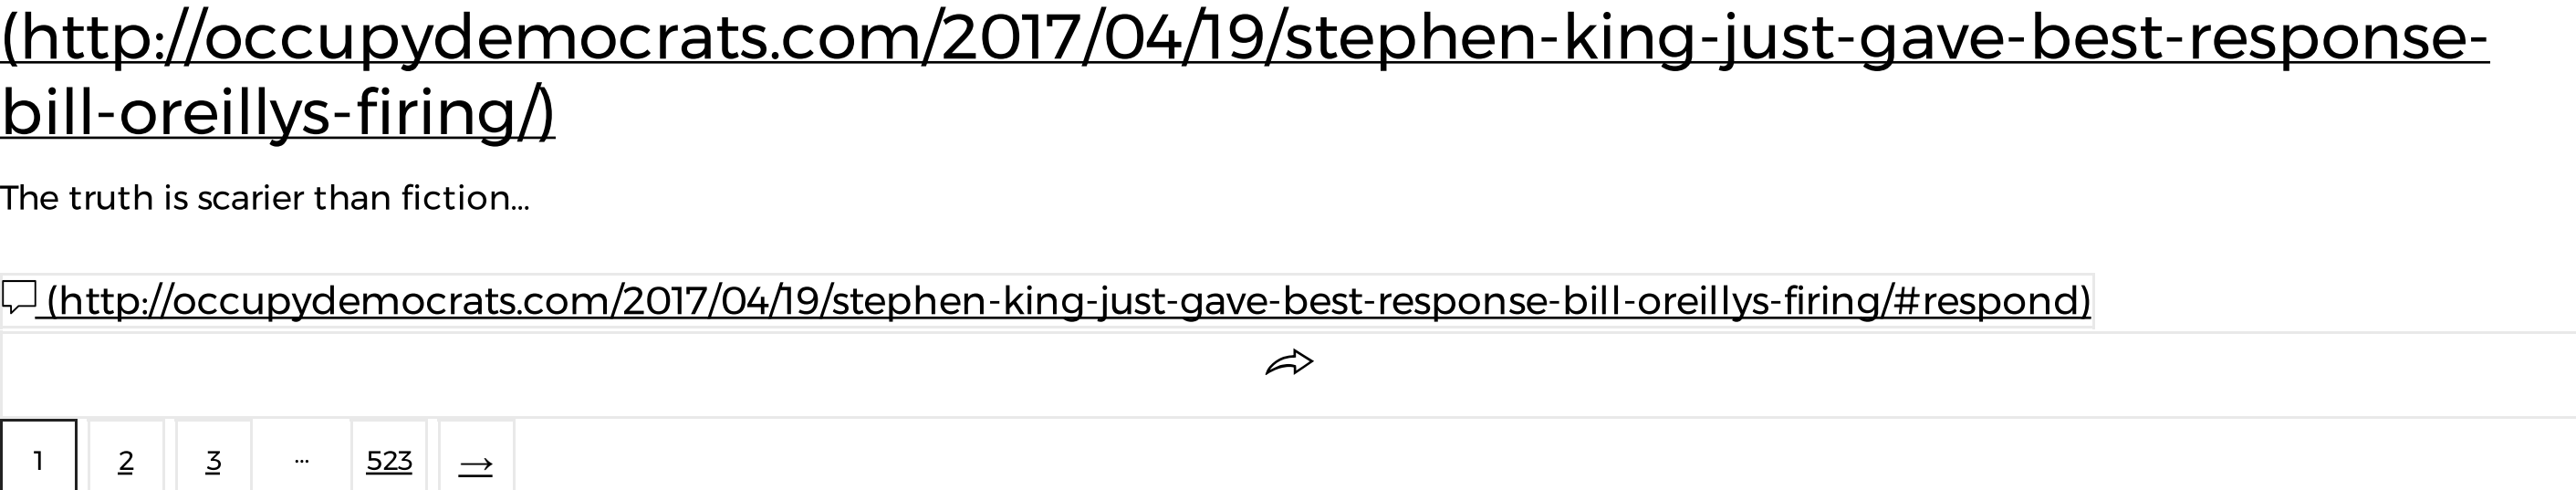 (http://occupydemocrats.com/2017/04/19/stephen-king-just-gave-best-response-
bill-oreillys-firing/)
The truth is scarier than fiction...
(http://occupydemocrats.com/2017/04/19/stephen-king-just-gave-best-response-bill-oreillys-firing/#respond)
1 2 3 ... 523 →